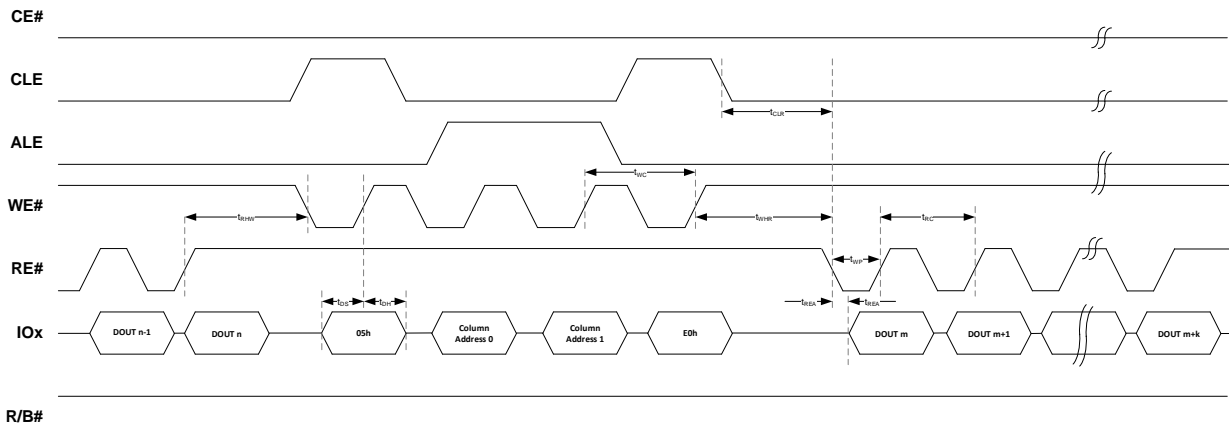 CE#
CLE
tCLR
ALE
tWC
WE#
tRHW
tWHR
tRC
RE#
tWP
tDS
tDH
tREA
tREA
IOx
DOUT n-1
DOUT n
05h
Column Address 0
Column Address 1
E0h
DOUT m
DOUT m+1
DOUT m+k
R/B#